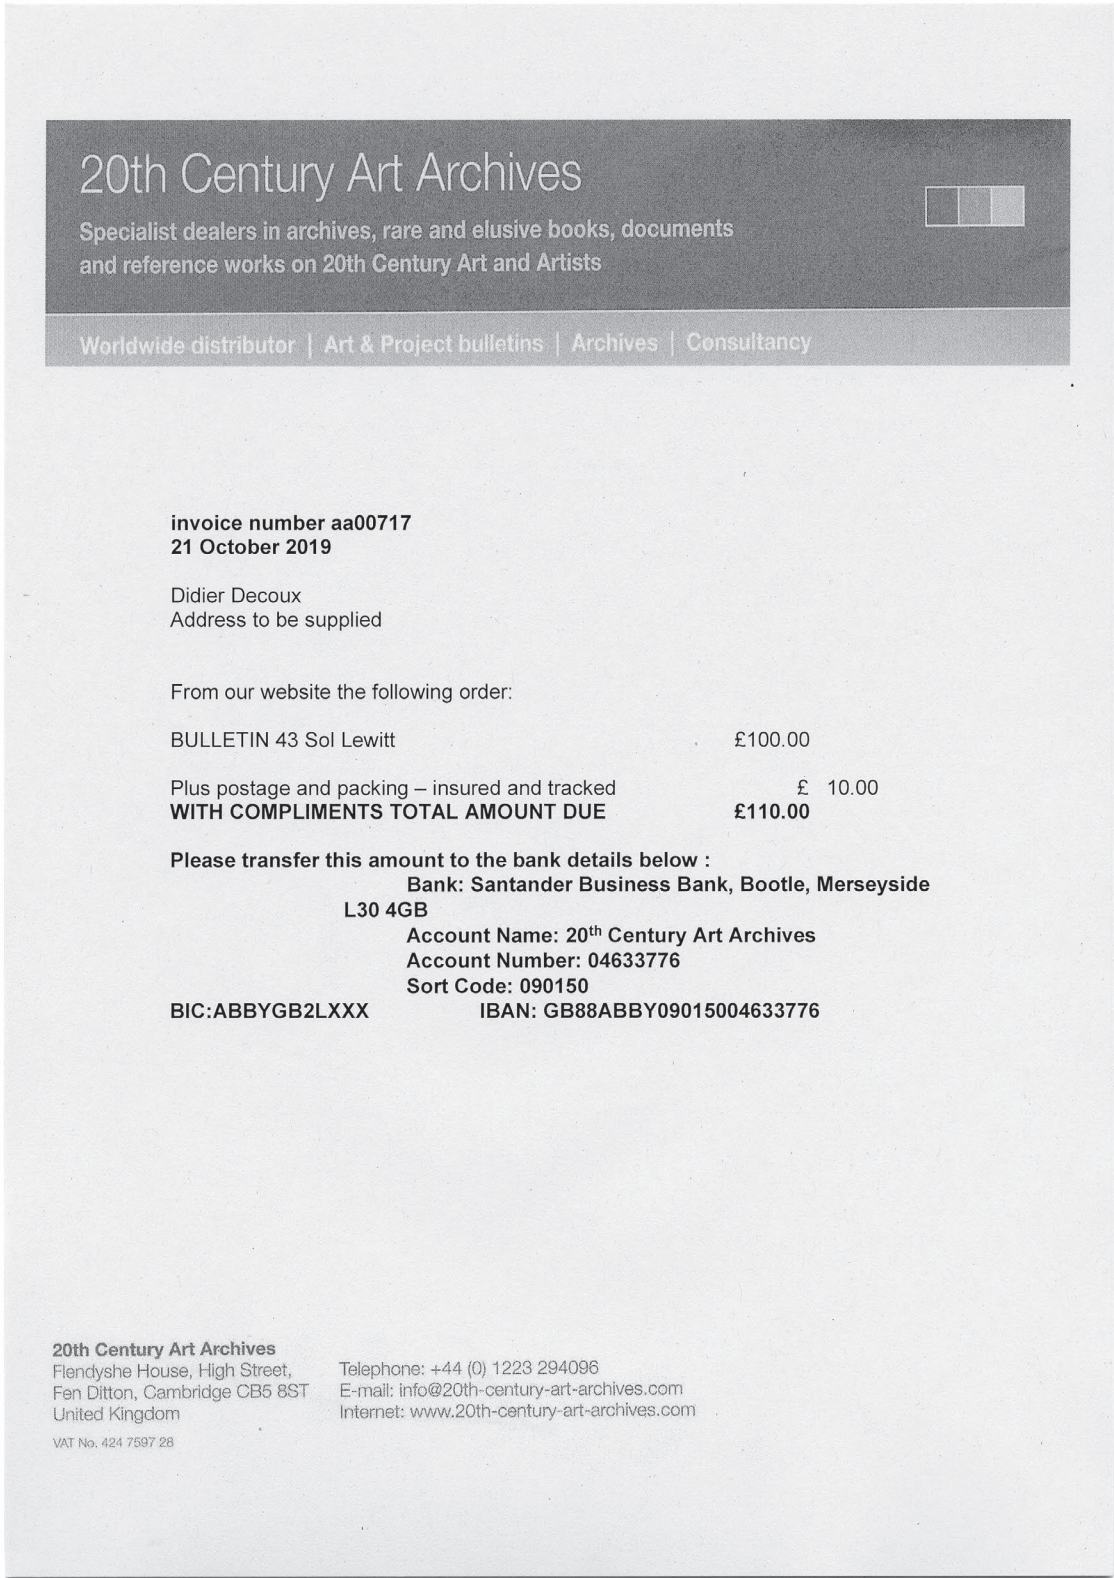 20th Century Art Archives
Specialist dealers in archives, rare and elusive books, documents
and reference works on 20th Century Art and Artists
Worldwide distributor | Art & Project bulletins | Archives | Consultancy
invoice number aa00717
21 October 2019
Didier Decoux
Address to be supplied
From our website the following order:
BULLETIN 43 Sol Lewitt £100.00
Plus postage and packing – insured and tracked £ 10.00
WITH COMPLIMENTS TOTAL AMOUNT DUE £110.00
Please transfer this amount to the bank details below :
Bank: Santander Business Bank, Bootle, Merseyside
L30 4GB
Account Name: 20th Century Art Archives
Account Number: 04633776
Sort Code: 090150
BIC:ABBYGB2LXXX IBAN: GB88ABBY09015004633776
20th Century Art Archives
Flendyshe House, High Street,
Fen Ditton, Cambridge CB5 8ST
United Kingdom
VAT No. 424 7597 28
Telephone: +44 (0) 1223 294096
E-mail: info@20th-century-art-archives.com
Internet: www.20th-century-art-archives.com